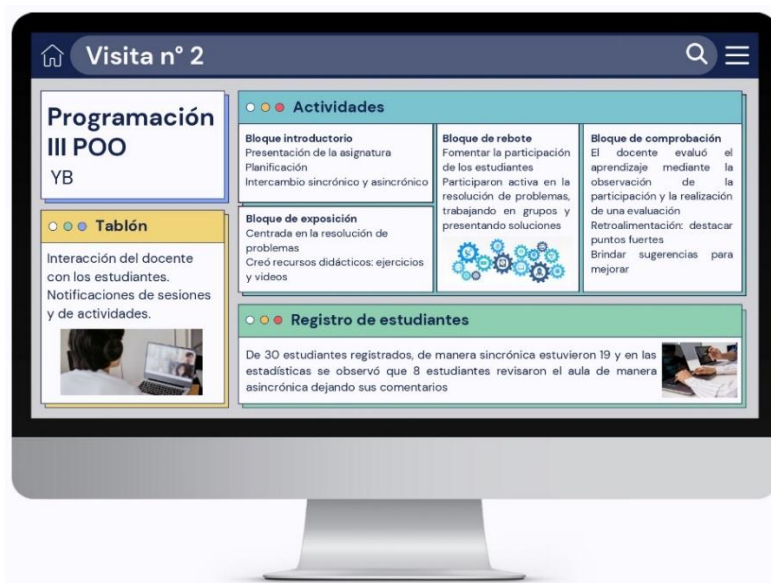 Visita n° 2
Programación
III POO
YB
Tablón
Interacción del docente
con los estudiantes.
Notificaciones de sesiones
y de actividades.
Actividades
Bloque introductorio
Presentación de la asignatura
Planificación
Intercambio sincrónico y asincrónico
Bloque de exposición
Centrada en la resolución de
problemas
Creó recursos didácticos: ejercicios
y videos
Bloque de rebote
Fomentar la participación
de los estudiantes
Participaron activa en la
resolución de problemas,
trabajando en grupos y
presentando soluciones
Bloque de comprobación
El docente evaluó el
aprendizaje mediante la
observación de la
participación y la realización
de una evaluación
Retroalimentación: destacar
puntos fuertes
Brindar sugerencias para
mejorar
Registro de estudiantes
De 30 estudiantes registrados, de manera sincrónica estuvieron 19 y en las
estadísticas se observó que 8 estudiantes revisaron el aula de manera
asincrónica dejando sus comentarios